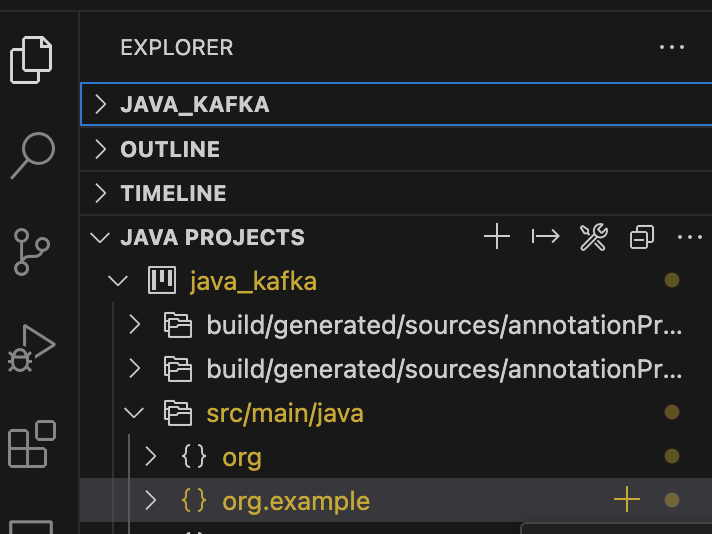 EXPLORER
JAVA_KAFKA
OUTLINE
TIMELINE
JAVA PROJECTS
java_kafka
build/generated/sources/annotationPr...
build/generated/sources/annotationPr...
src/main/java
{} org
{} org.example